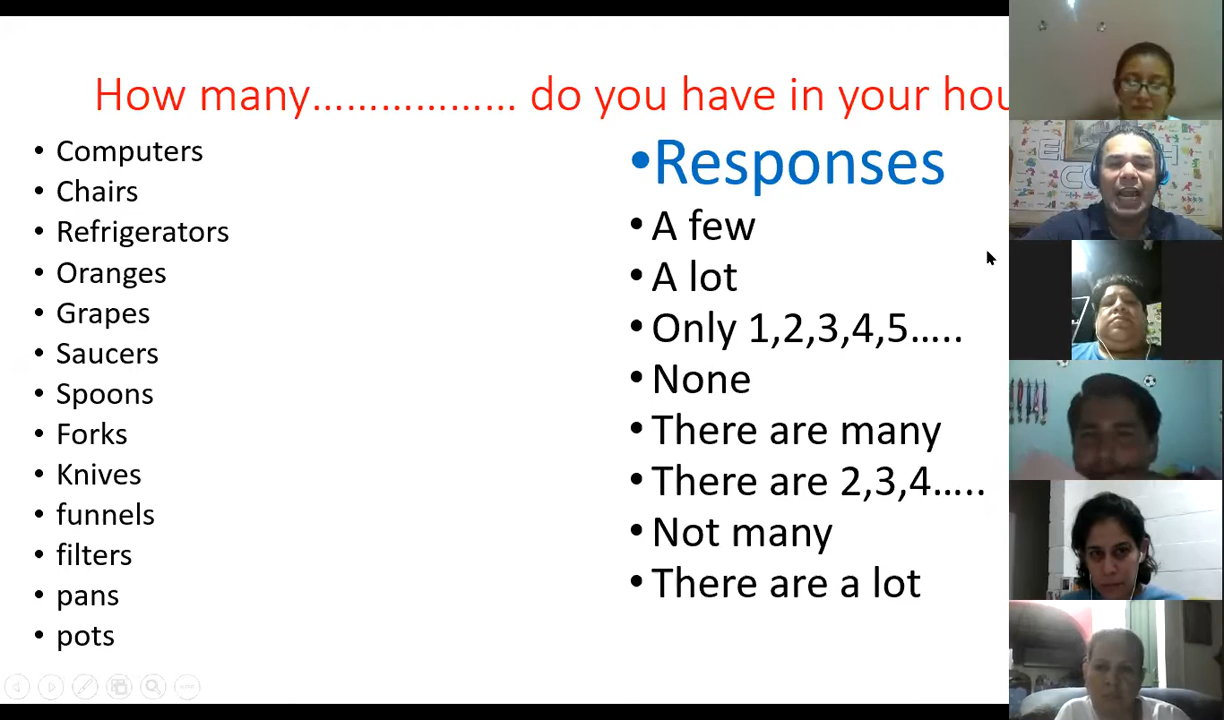 How many……………… do you have in your hou
• Computers
• Chairs
• Refrigerators
• Oranges
• Grapes
• Saucers
• Spoons
• Forks
• Knives
• funnels
• filters
• pans
• pots
• Responses
• A few
• A lot
• Only 1,2,3,4,5…..
• None
• There are many
• There are 2,3,4…..
• Not many
• There are a lot